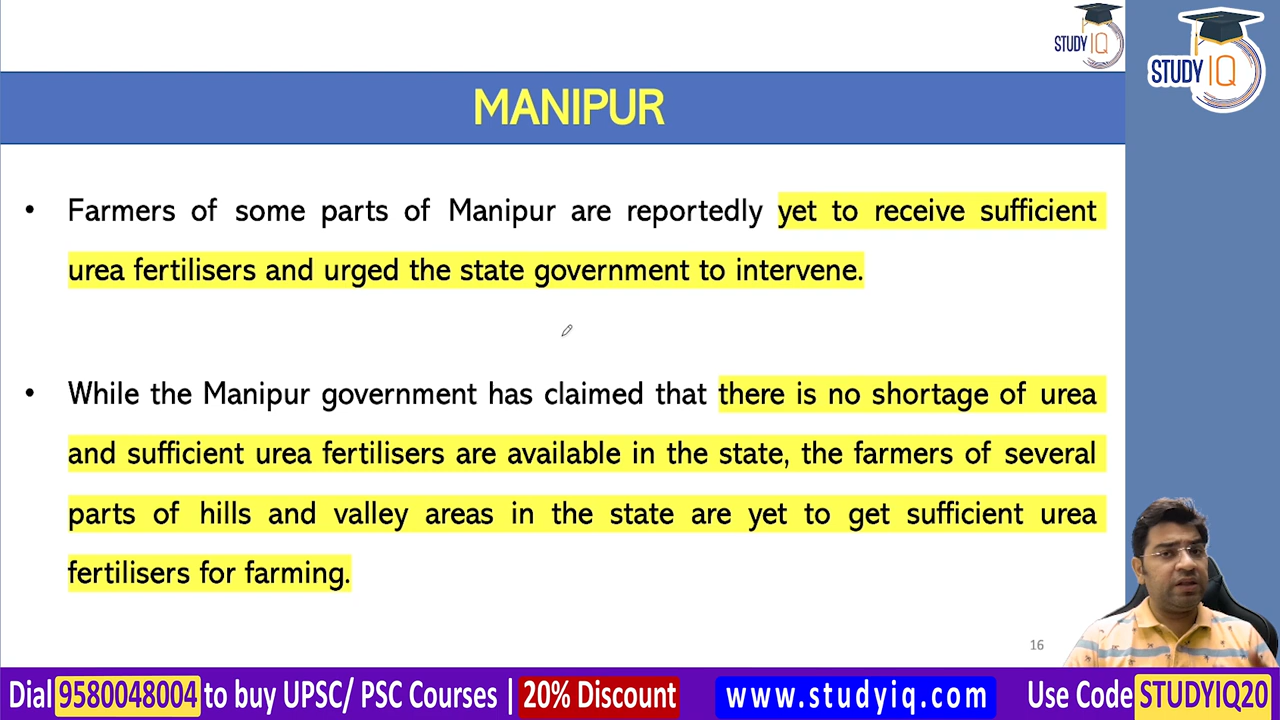 STUDY IQ
STUDY IQ
MANIPUR
• Farmers of some parts of Manipur are reportedly yet to receive sufficient
urea fertilisers and urged the state government to intervene.
• While the Manipur government has claimed that there is no shortage of urea
and sufficient urea fertilisers are available in the state, the farmers of several
parts of hills and valley areas in the state are yet to get sufficient urea
fertilisers for farming.
16
Dial 9580048004 to buy UPSC/ PSC Courses | 20% Discount www.studyiq.com Use Code STUDYIQ20